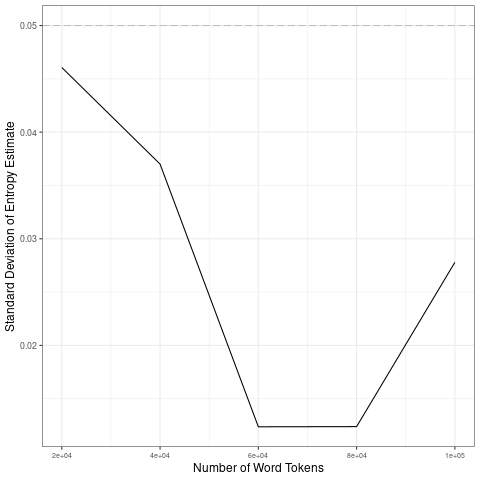 Standard Deviation of Entropy Estimate
0.05
0.04
0.03
0.02
2e+04 4e+04 6e+04 8e+04 1e+05
Number of Word Tokens